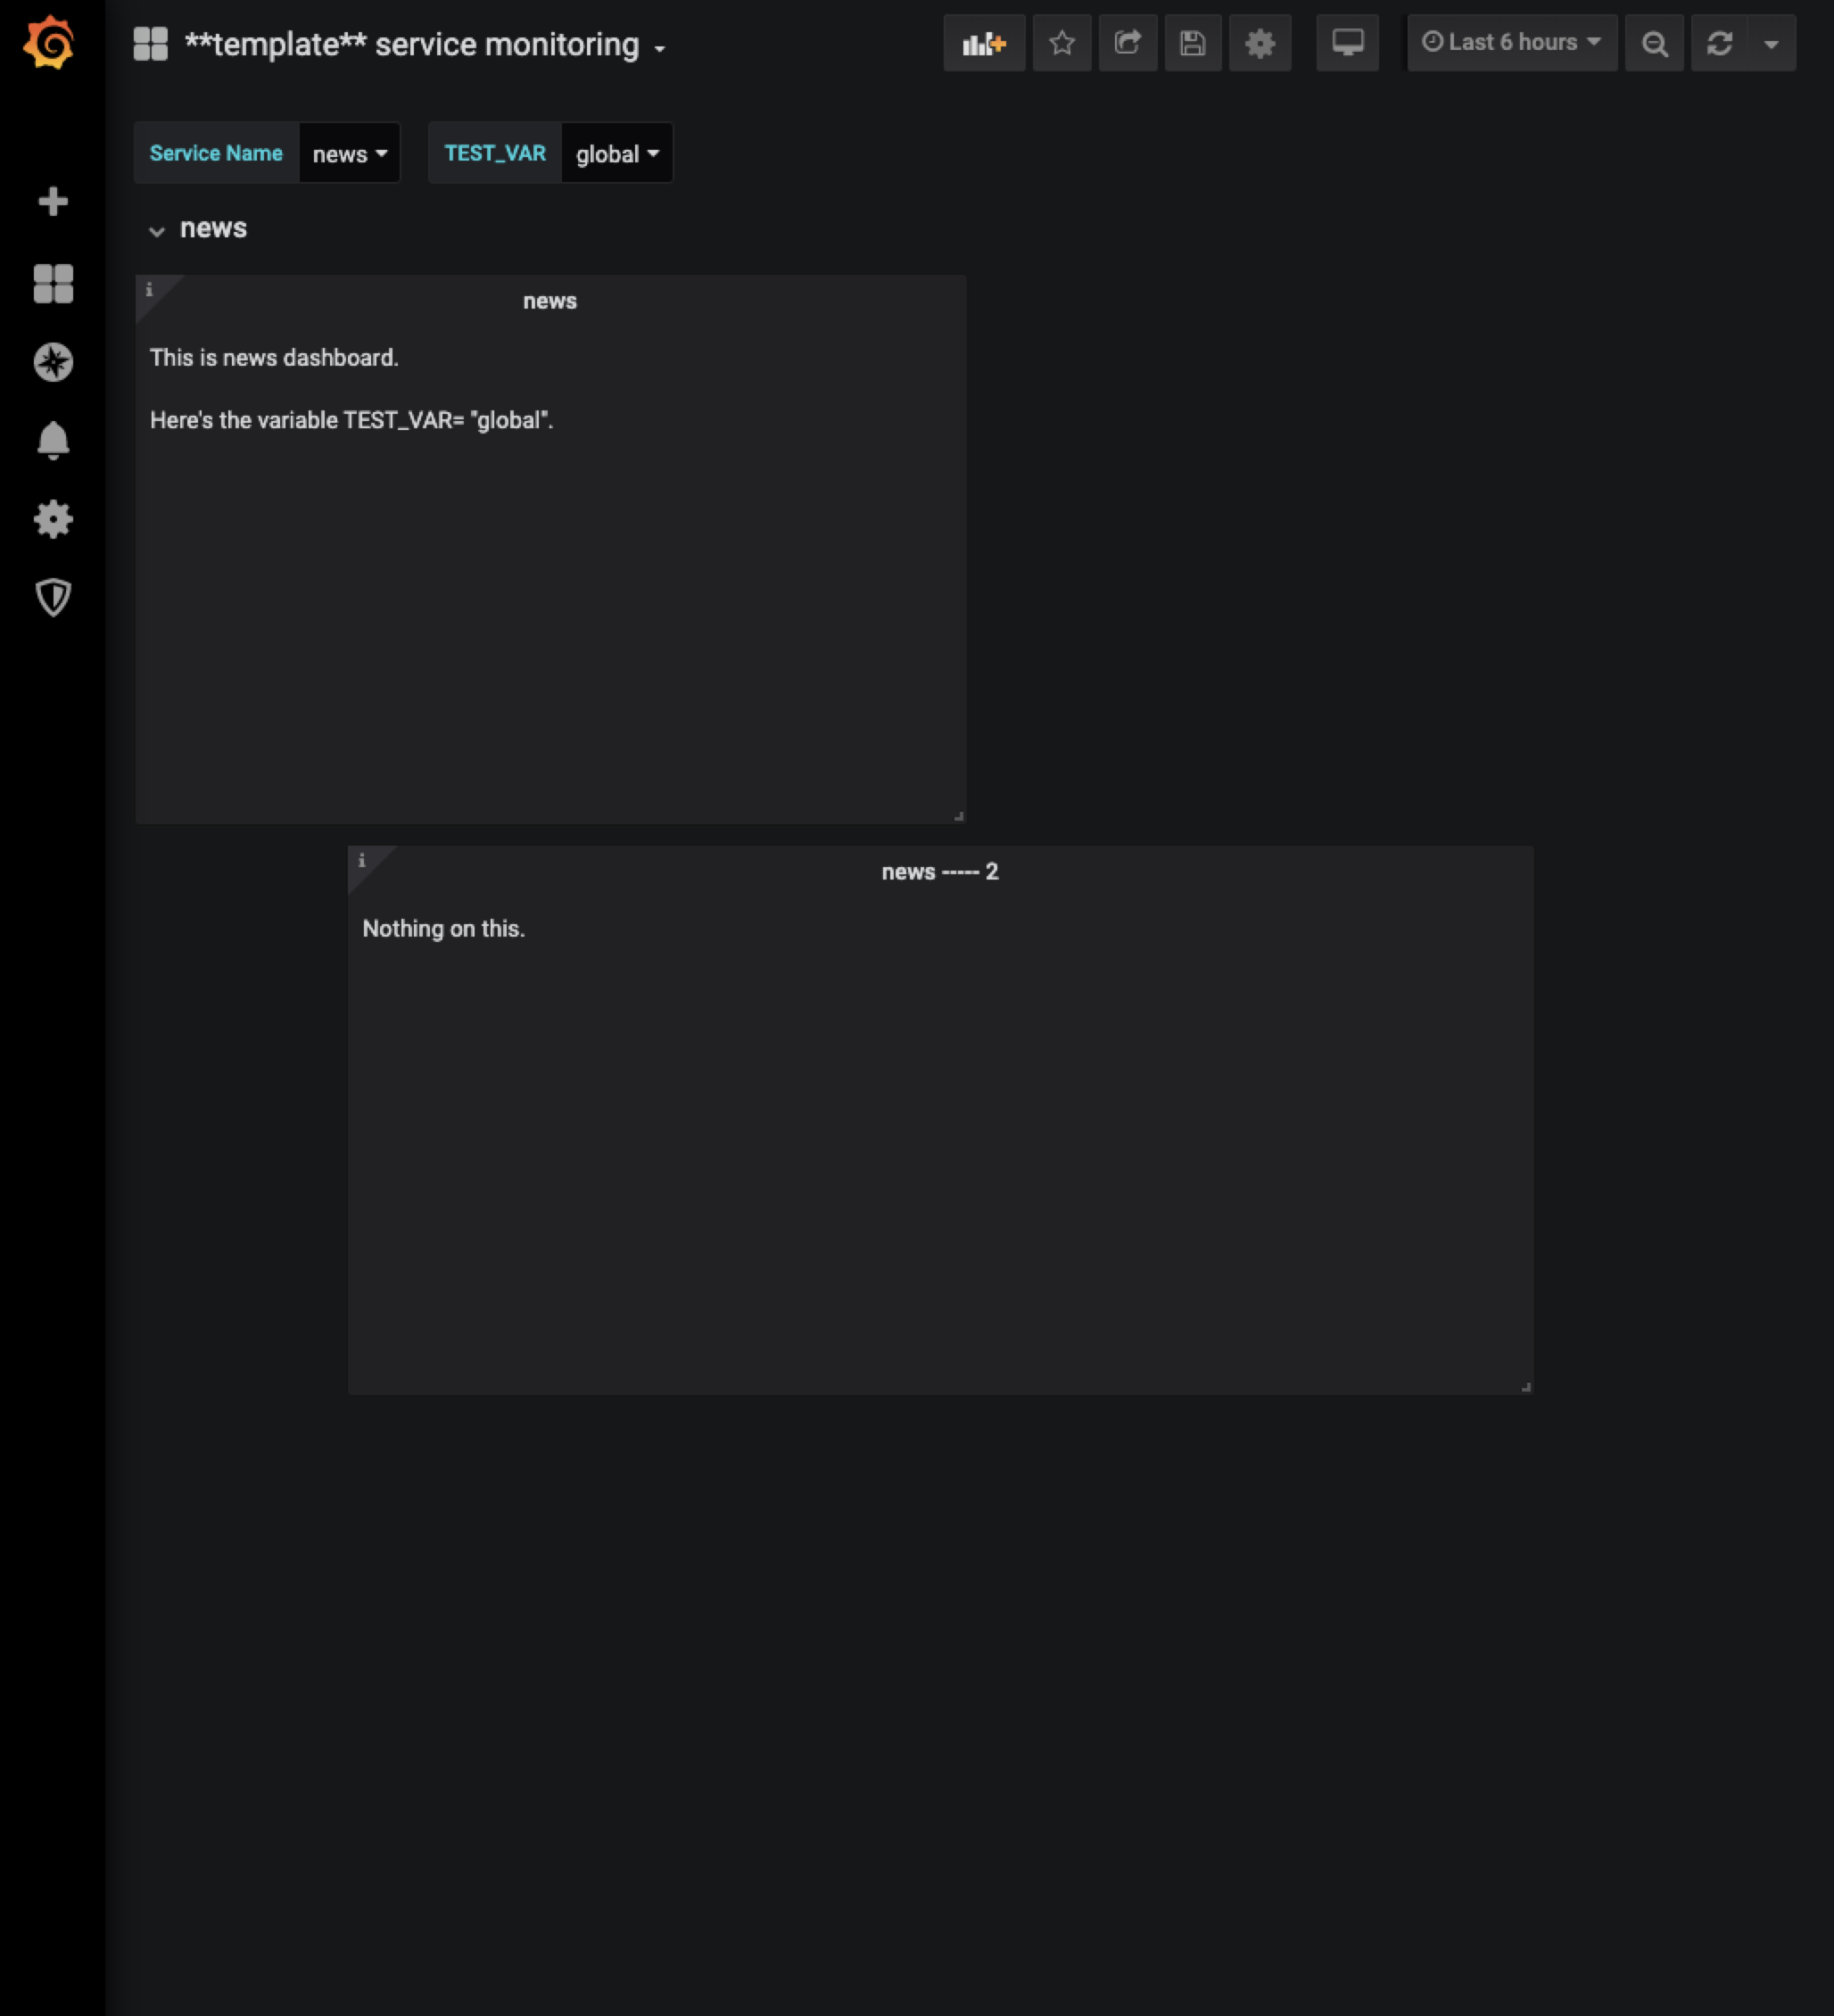 **template** service monitoring
Last 6 hours
Service Name news TEST_VAR global
news
i
news
This is news dashboard.
Here's the variable TEST_VAR= "global".
i
news ----- 2
Nothing on this.